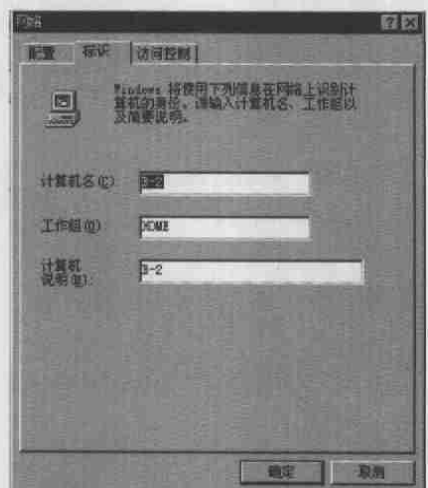 网络
配置 标识 访问控制
Windows 将使用下列信息在网络上识别计
算机的身份。请输入计算机名、工作组以
及简要说明。
计算机名(C): 3-2
工作组(G): HOME
计算机
说明(M): 3-2
确定 取消